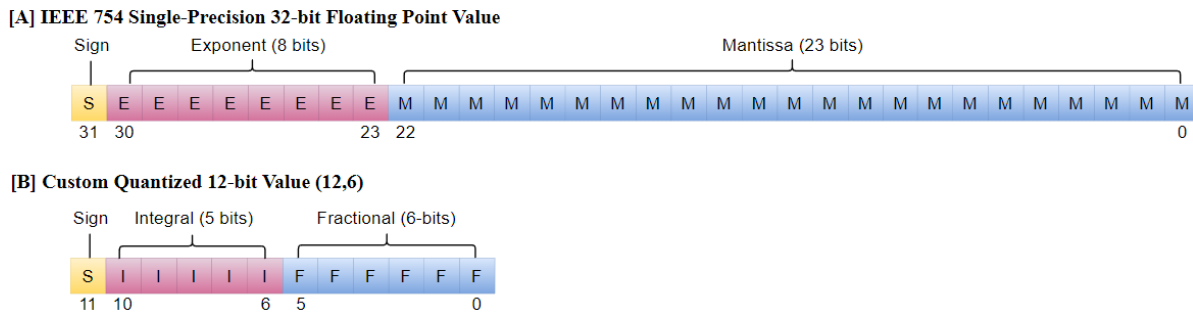 [A] IEEE 754 Single-Precision 32-bit Floating Point Value
Sign Exponent (8 bits) Mantissa (23 bits)
S E E E E E E E E M M M M M M M M M M M M M M M M M M M M M M M
31 30 23 22 0
[B] Custom Quantized 12-bit Value (12,6)
Sign Integral (5 bits) Fractional (6-bits)
S I I I I I F F F F F F
11 10 6 5 0